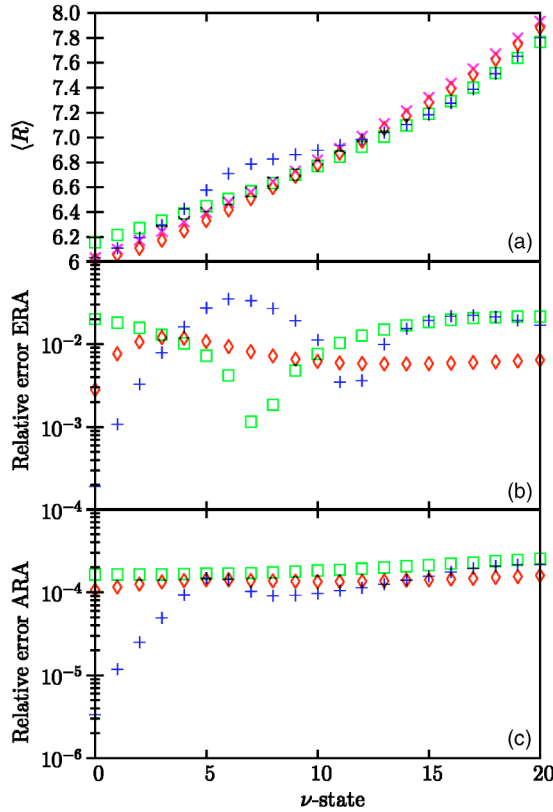 8.0
7.8
7.6
7.4
7.2
7.0
6.8
6.6
6.4
6.2
6
⟨R⟩
(a)
10⁻²
10⁻³
10⁻⁴
Relative error ERA
(b)
10⁻⁴
10⁻⁵
10⁻⁶
Relative error ARA
(c)
0 5 10 15 20
ν-state